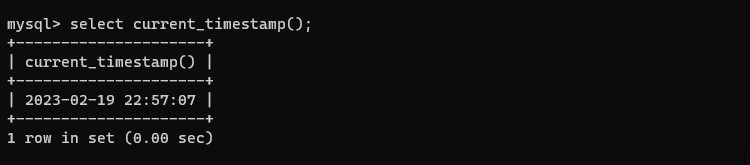 mysql> select current_timestamp();
+---------------------+
| current_timestamp() |
+---------------------+
| 2023-02-19 22:57:07 |
+---------------------+
1 row in set (0.00 sec)